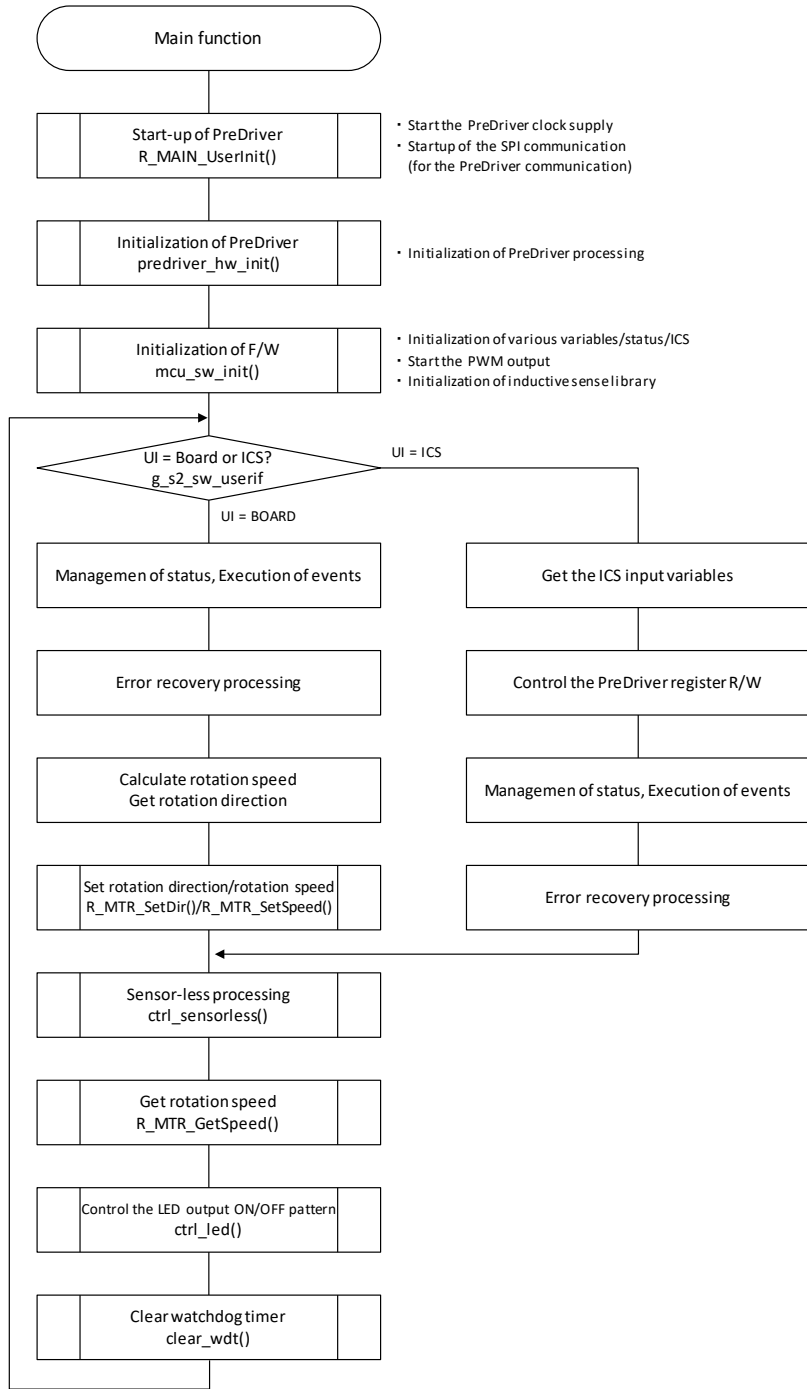 Main function
Start-up of PreDriver
R_MAIN_UserInit()
・Start the PreDriver clock supply
・Startup of the SPI communication
(for the PreDriver communication)
Initialization of PreDriver
predriver_hw_init()
・Initialization of PreDriver processing
Initialization of F/W
mcu_sw_init()
・Initialization of various variables/status/ICS
・Start the PWM output
・Initialization of inductive sense library
UI = Board or ICS?
g_s2_sw_userif
UI = ICS
UI = BOARD
Managemen of status, Execution of events
Error recovery processing
Calculate rotation speed
Get rotation direction
Set rotation direction/rotation speed
R_MTR_SetDir()/R_MTR_SetSpeed()
Get the ICS input variables
Control the PreDriver register R/W
Managemen of status, Execution of events
Error recovery processing
Sensor-less processing
ctrl_sensorless()
Get rotation speed
R_MTR_GetSpeed()
Control the LED output ON/OFF pattern
ctrl_led()
Clear watchdog timer
clear_wdt()